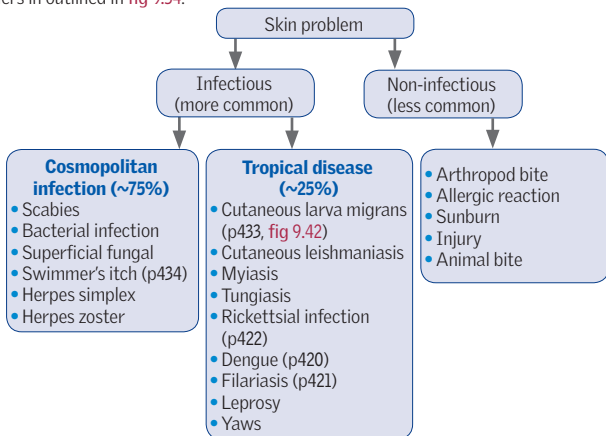 ers in outlined in fig 9.34.
Skin problem
Infectious
(more common)
Non-infectious
(less common)
Cosmopolitan
infection (~75%)
• Scabies
• Bacterial infection
• Superficial fungal
• Swimmer's itch (p434)
• Herpes simplex
• Herpes zoster
Tropical disease
(~25%)
• Cutaneous larva migrans
(p433, fig 9.42)
• Cutaneous leishmaniasis
• Myiasis
• Tungiasis
• Rickettsial infection
(p422)
• Dengue (p420)
• Filariasis (p421)
• Leprosy
• Yaws
• Arthropod bite
• Allergic reaction
• Sunburn
• Injury
• Animal bite